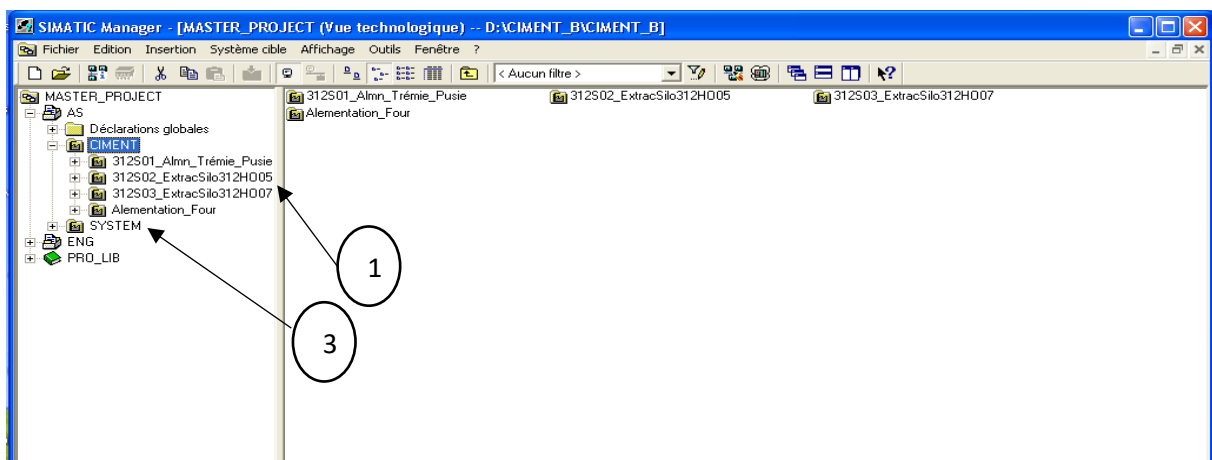 SIMATIC Manager - [MASTER_PROJECT (Vue technologique) -- D:\CIMENT_B\CIMENT_B]
Fichier Edition Insertion Système cible Affichage Outils Fenêtre ?
< Aucun filtre >
MASTER_PROJECT
AS
Déclarations globales
CIMENT
312S01_Almn_Trémie_Pusie
312S02_ExtracSilo312HO05
312S03_ExtracSilo312HO07
Alementation_Four
SYSTEM
ENG
PRO_LIB
312S01_Almn_Trémie_Pusie 312S02_ExtracSilo312HO05 312S03_ExtracSilo312HO07
Alementation_Four
1
3